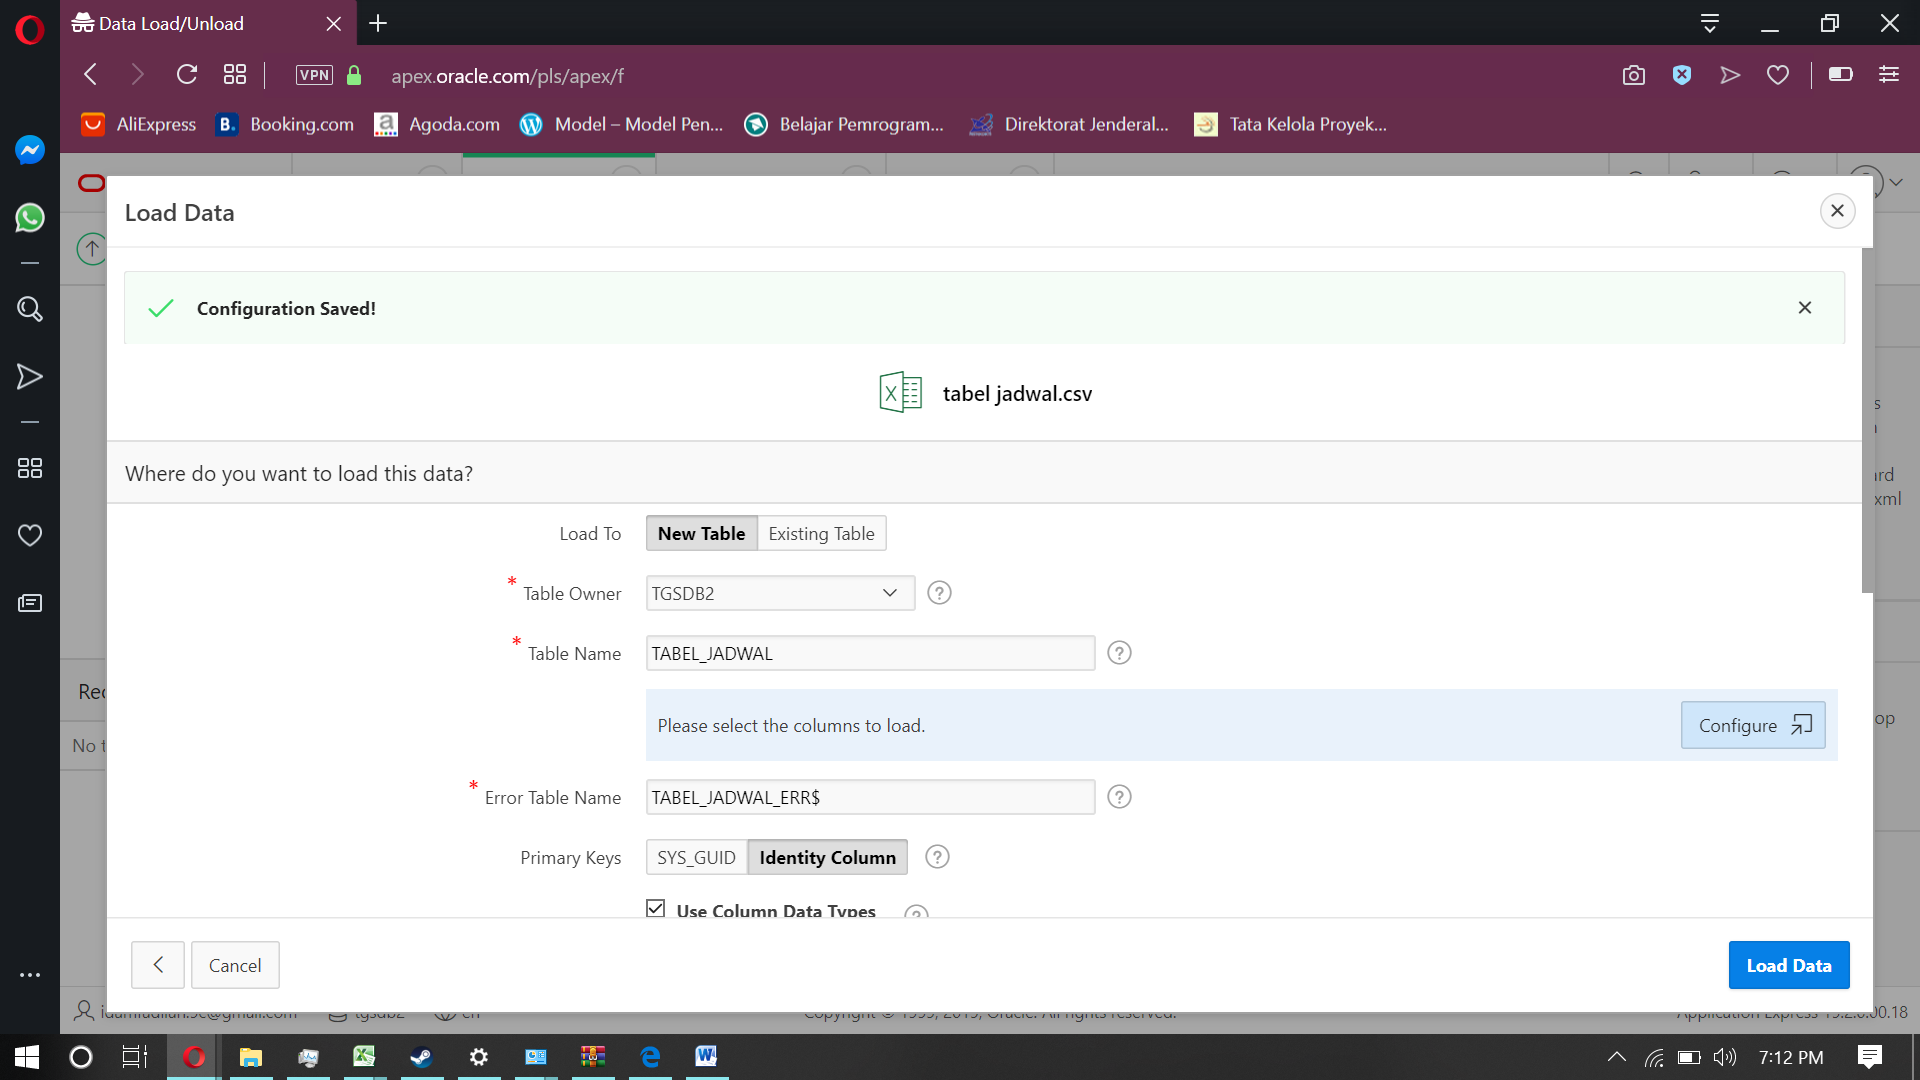 Data Load/Unload
VPN
apex.oracle.com/pls/apex/f
AliExpress
B. Booking.com
a Agoda.com
Model – Model Pen...
Belajar Pemrogram...
Direktorat Jenderal...
Tata Kelola Proyek...
Load Data
Configuration Saved!
tabel jadwal.csv
Where do you want to load this data?
Load To New Table Existing Table
* Table Owner TGSDB2
* Table Name TABEL_JADWAL
Please select the columns to load. Configure
* Error Table Name TABEL_JADWAL_ERR$
Primary Keys SYS_GUID Identity Column
Use Column Data Types
Cancel
Load Data
xml
No t
7:12 PM